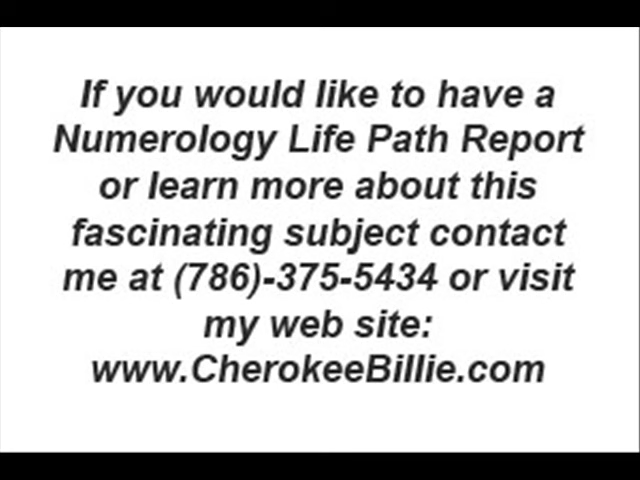 If you would like to have a
Numerology Life Path Report
or learn more about this
fascinating subject contact
me at (786)-375-5434 or visit
my web site:
www.CherokeeBillie.com